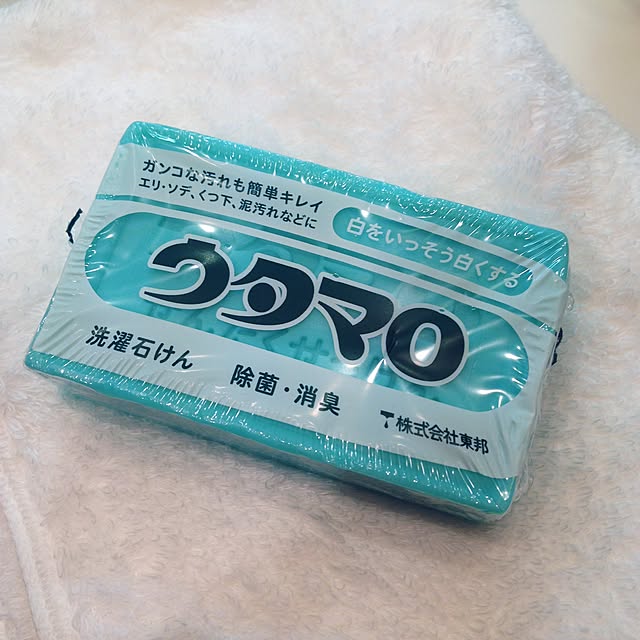 ガンコな汚れも簡単キレイ
エリ・ソデ、くつ下、泥汚れなどに
白をいっそう白くする
ウタマロ
洗濯石けん
除菌・消臭
株式会社東邦